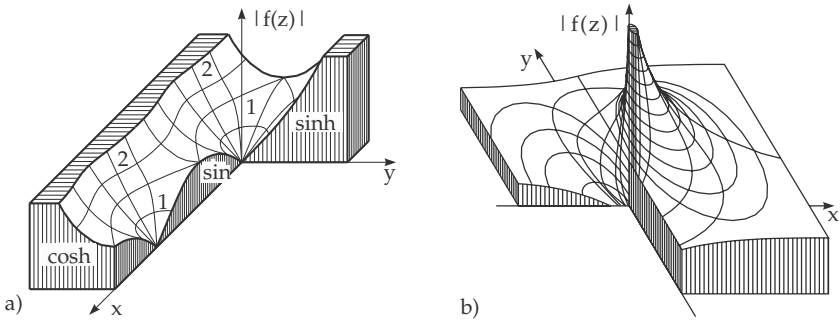 | f(z) |
2
1
sinh
2
sin
y
1
cosh
x
a)
| f(z) |
y
x
b)